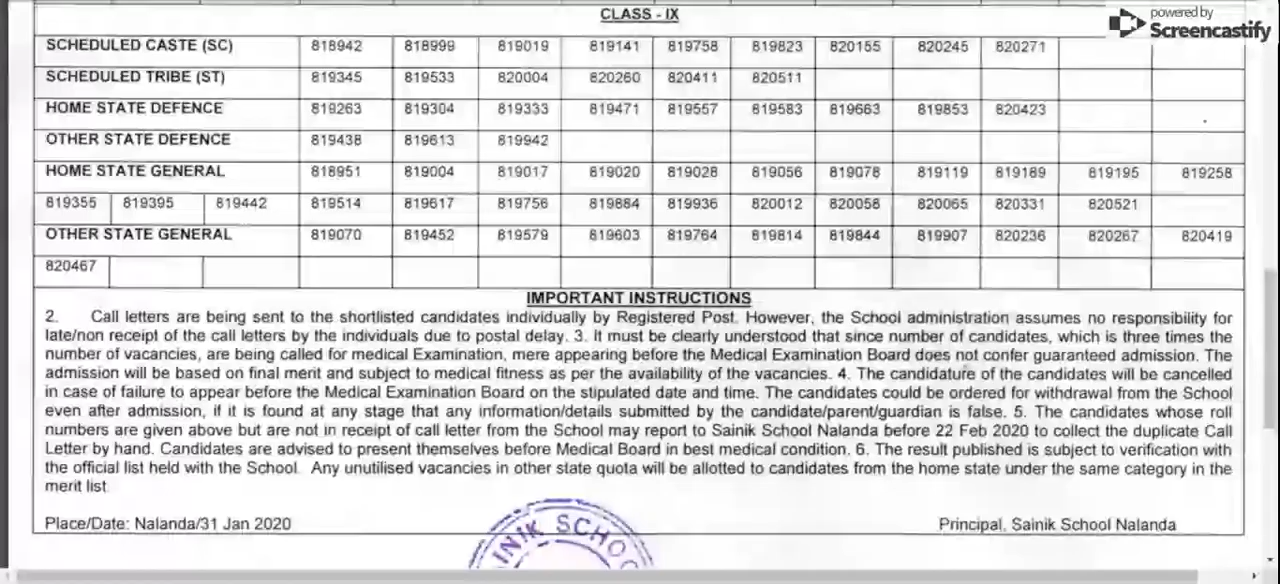 powered by
Screencastify
CLASS - IX
SCHEDULED CASTE (SC) 818942 818999 819019 819141 819758 819823 820155 820245 820271
SCHEDULED TRIBE (ST) 819345 819533 820004 820260 820411 820511
HOME STATE DEFENCE 819263 819304 819333 819471 819557 819583 819663 819853 820423
OTHER STATE DEFENCE 819438 819613 819942
HOME STATE GENERAL 818951 819004 819017 819020 819028 819056 819078 819119 819189 819195 819258
819355 819395 819442 819514 819617 819756 819884 819936 820012 820058 820065 820331 820521
OTHER STATE GENERAL 819070 819452 819579 819603 819764 819814 819844 819907 820236 820267 820419
820467
IMPORTANT INSTRUCTIONS
2. Call letters are being sent to the shortlisted candidates individually by Registered Post. However, the School administration assumes no responsibility for
late/non receipt of the call letters by the individuals due to postal delay. 3. It must be clearly understood that since number of candidates, which is three times the
number of vacancies, are being called for medical Examination, mere appearing before the Medical Examination Board does not confer guaranteed admission. The
admission will be based on final merit and subject to medical fitness as per the availability of the vacancies. 4. The candidature of the candidates will be cancelled
in case of failure to appear before the Medical Examination Board on the stipulated date and time. The candidates could be ordered for withdrawal from the School
even after admission, if it is found at any stage that any information/details submitted by the candidate/parent/guardian is false. 5. The candidates whose roll
numbers are given above but are not in receipt of call letter from the School may report to Sainik School Nalanda before 22 Feb 2020 to collect the duplicate Call
Letter by hand. Candidates are advised to present themselves before Medical Board in best medical condition. 6. The result published is subject to verification with
the official list held with the School. Any unutilised vacancies in other state quota will be allotted to candidates from the home state under the same category in the
merit list
Place/Date: Nalanda/31 Jan 2020 Principal, Sainik School Nalanda
INIK SCHOO